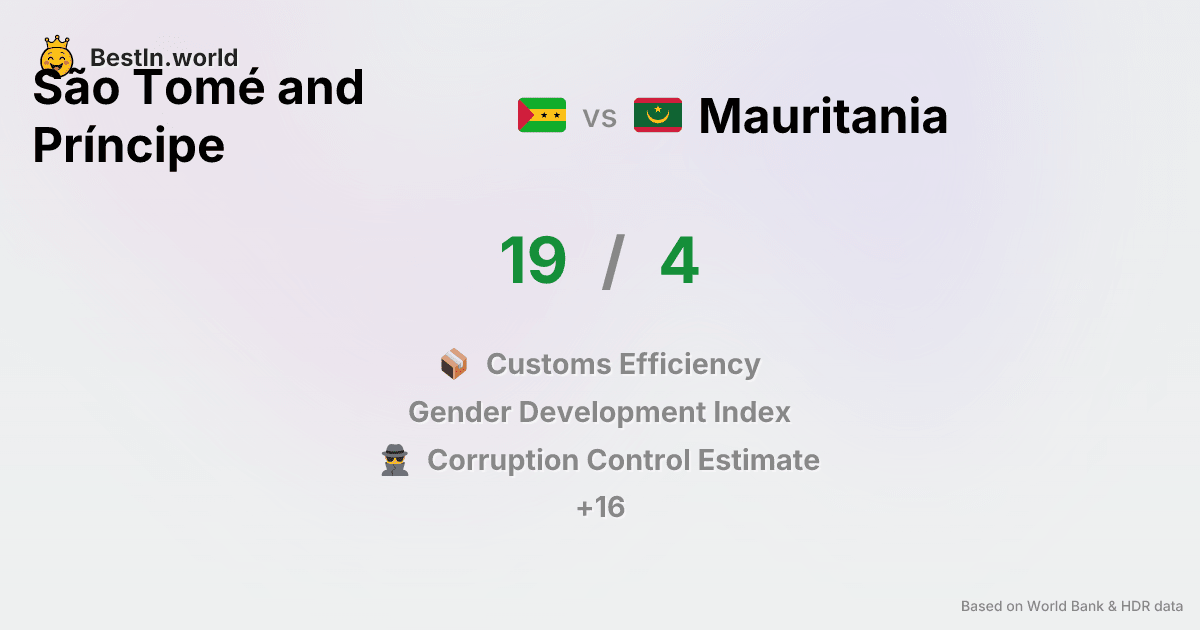 BestIn.world
São Tomé and
Príncipe
vs
Mauritania
19 / 4
Customs Efficiency
Gender Development Index
Corruption Control Estimate
+16
Based on World Bank & HDR data